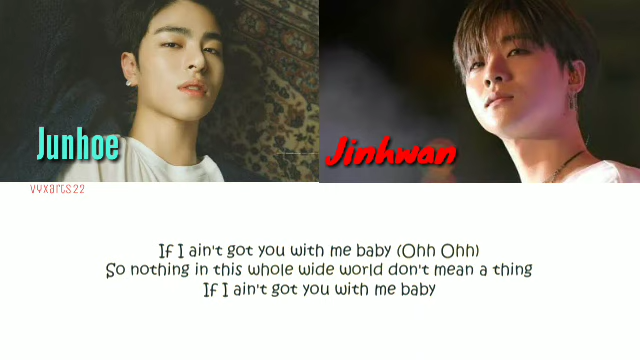 Junhoe
Jinhwan
vyxarts22
If I ain't got you with me baby (Ohh Ohh)
So nothing in this whole wide world don't mean a thing
If I ain't got you with me baby